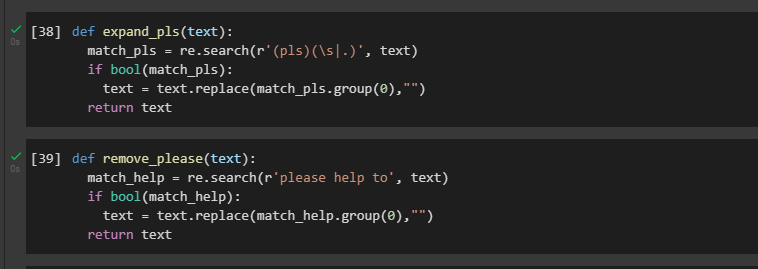 [38] def expand_pls(text):
match_pls = re.search(r'(pls)(\s|.)', text)
if bool(match_pls):
text = text.replace(match_pls.group(0),"")
return text
0s
[39] def remove_please(text):
match_help = re.search(r'please help to', text)
if bool(match_help):
text = text.replace(match_help.group(0),"")
return text
0s